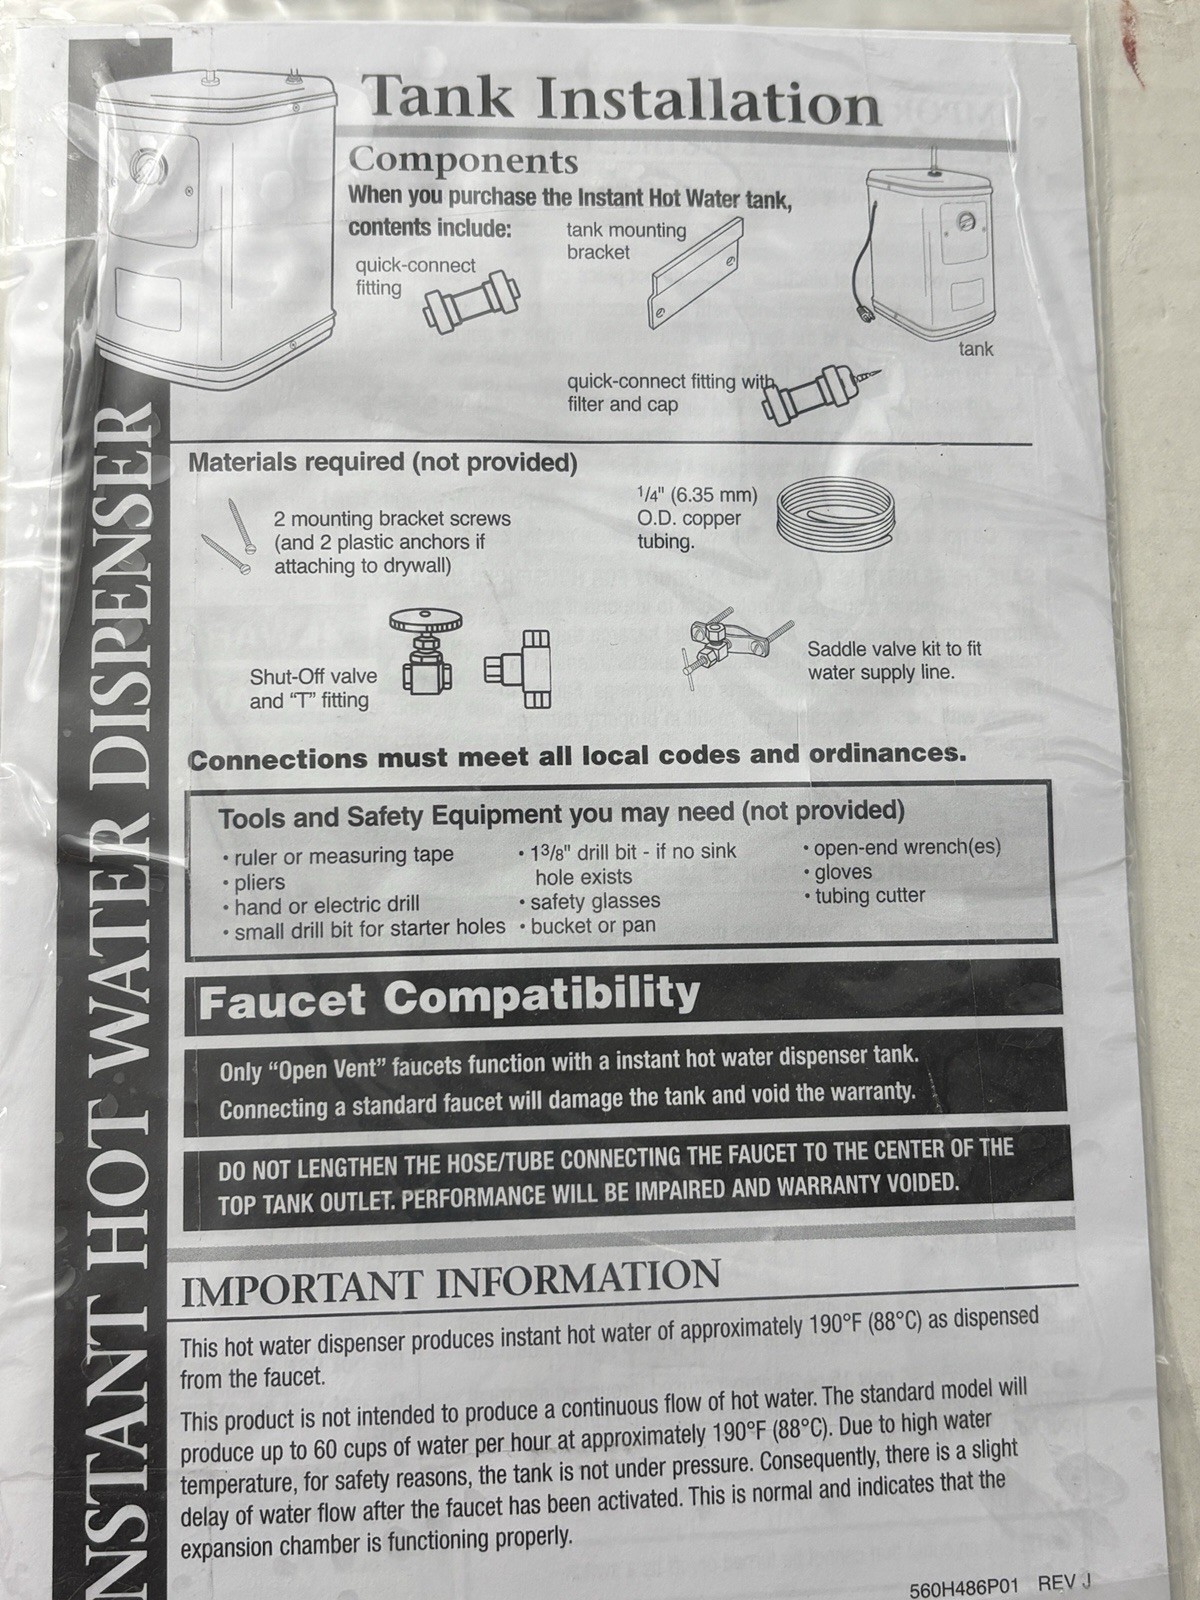 INSTANT HOT WATER DISPENSER
Tank Installation
Components
When you purchase the Instant Hot Water tank,
contents include:
tank mounting
bracket
quick-connect
fitting
tank
quick-connect fitting with
filter and cap
Materials required (not provided)
2 mounting bracket screws
(and 2 plastic anchors if
attaching to drywall)
1/4" (6.35 mm)
O.D. copper
tubing.
Shut-Off valve
and "T" fitting
Saddle valve kit to fit
water supply line.
Connections must meet all local codes and ordinances.
Tools and Safety Equipment you may need (not provided)
• ruler or measuring tape
• pliers
• hand or electric drill
• small drill bit for starter holes
• 13/8" drill bit - if no sink
hole exists
• safety glasses
• bucket or pan
• open-end wrench(es)
• gloves
• tubing cutter
Faucet Compatibility
Only "Open Vent" faucets function with a instant hot water dispenser tank.
Connecting a standard faucet will damage the tank and void the warranty.
DO NOT LENGTHEN THE HOSE/TUBE CONNECTING THE FAUCET TO THE CENTER OF THE
TOP TANK OUTLET. PERFORMANCE WILL BE IMPAIRED AND WARRANTY VOIDED.
IMPORTANT INFORMATION
This hot water dispenser produces instant hot water of approximately 190°F (88°C) as dispensed
from the faucet.
This product is not intended to produce a continuous flow of hot water. The standard model will
produce up to 60 cups of water per hour at approximately 190°F (88°C). Due to high water
temperature, for safety reasons, the tank is not under pressure. Consequently, there is a slight
delay of water flow after the faucet has been activated. This is normal and indicates that the
expansion chamber is functioning properly.
560H486P01 REV J